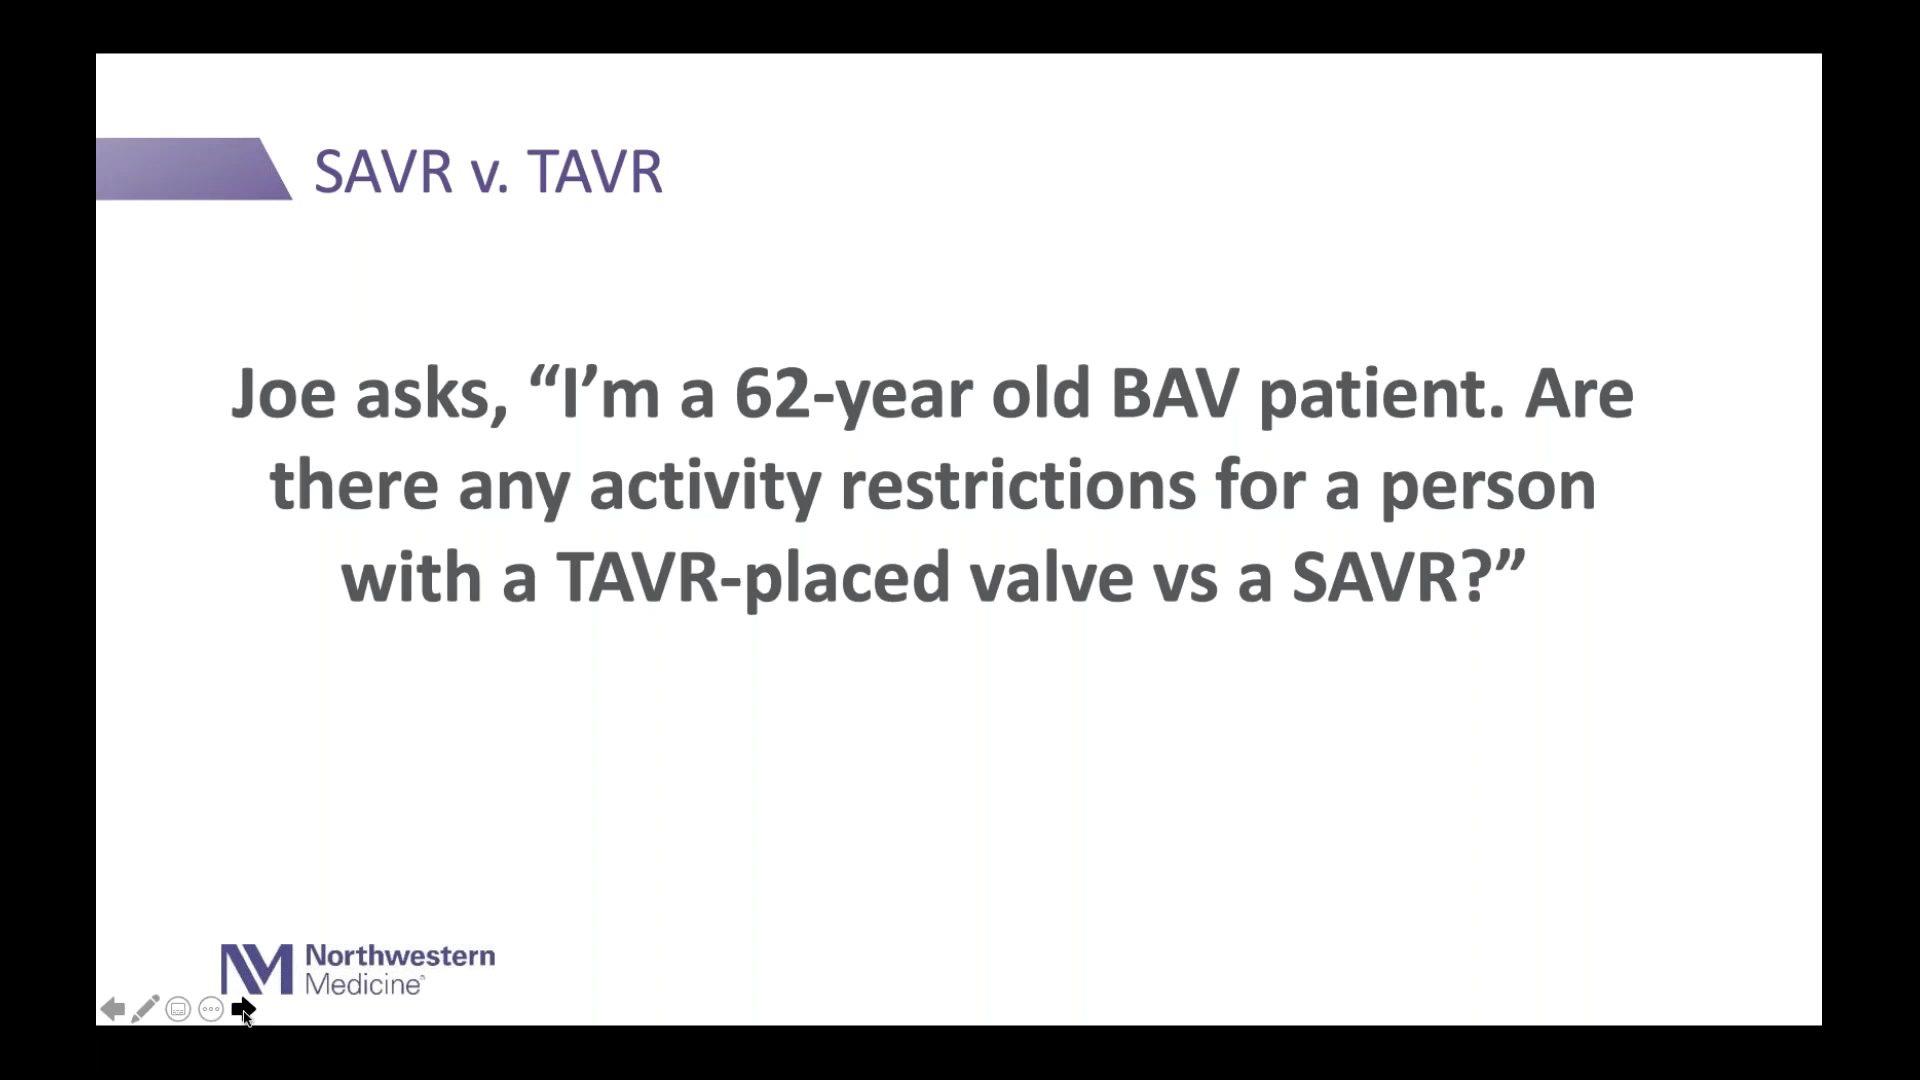 SAVR v. TAVR
Joe asks, “I’m a 62-year old BAV patient. Are
there any activity restrictions for a person
with a TAVR-placed valve vs a SAVR?”
Northwestern
Medicine